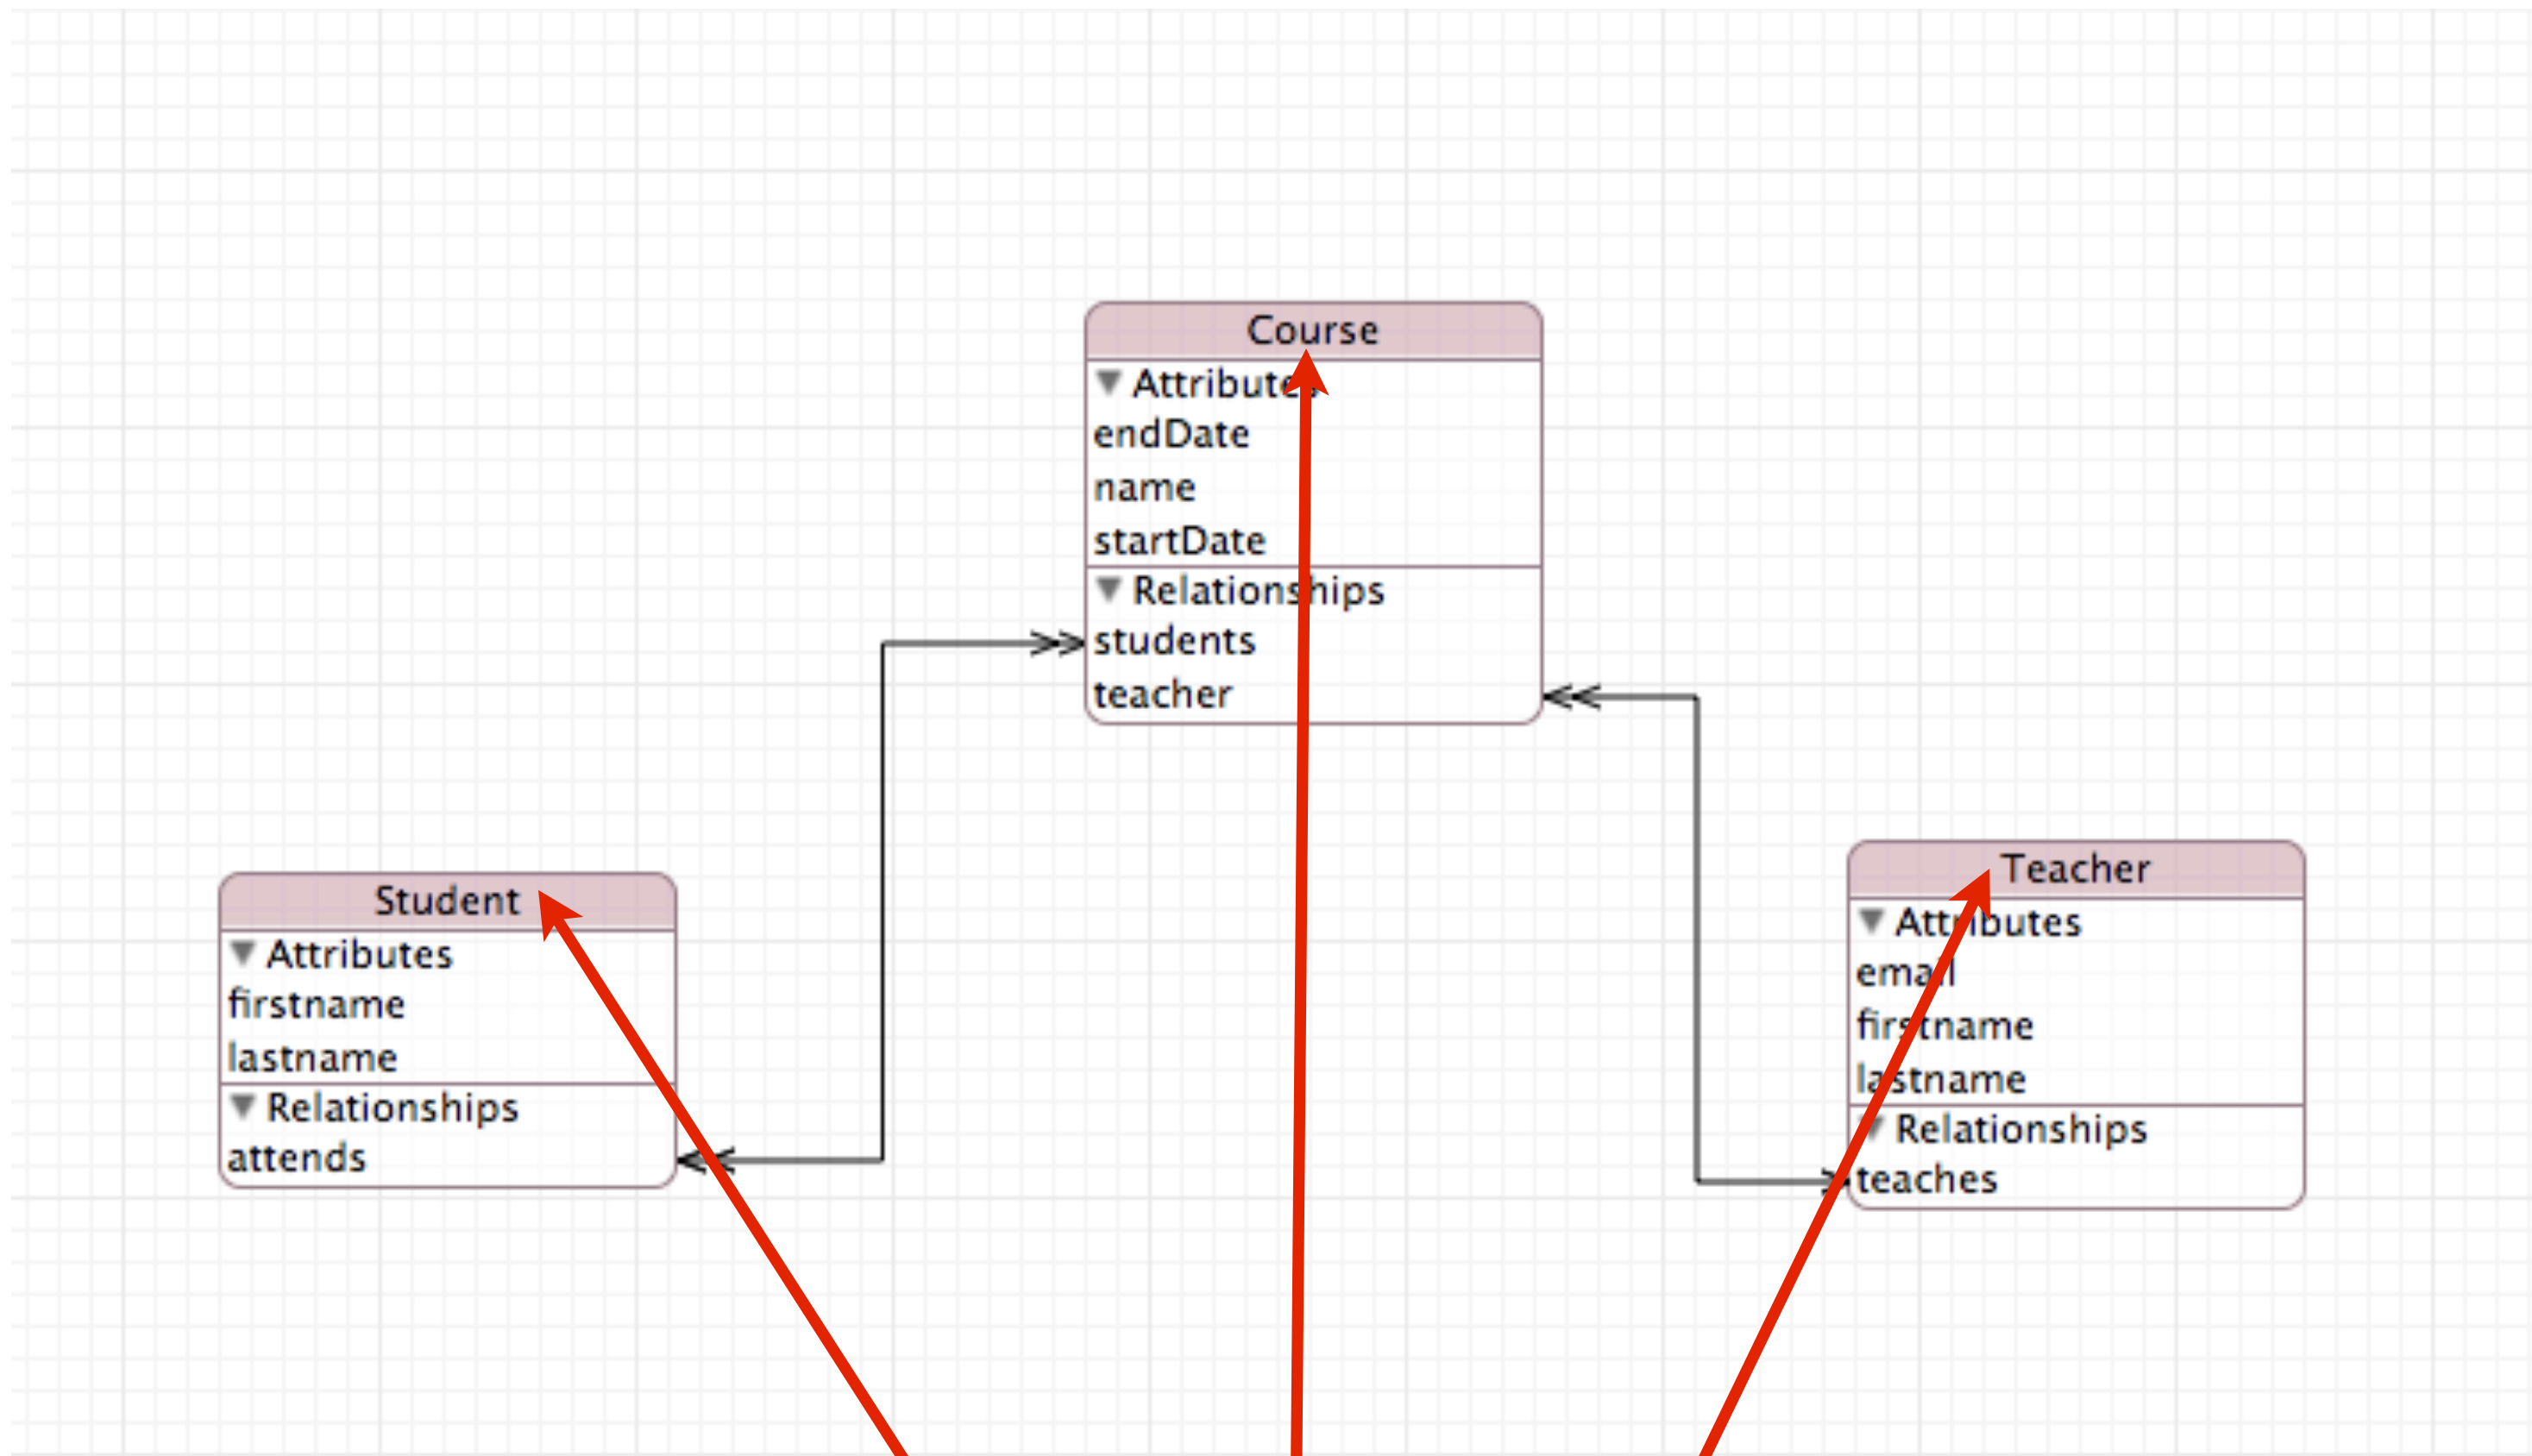 Course
Attributes
endDate
name
startDate
Relationships
students
teacher
Student
Attributes
firstname
lastname
Relationships
attends
Teacher
Attributes
email
firstname
lastname
Relationships
teaches